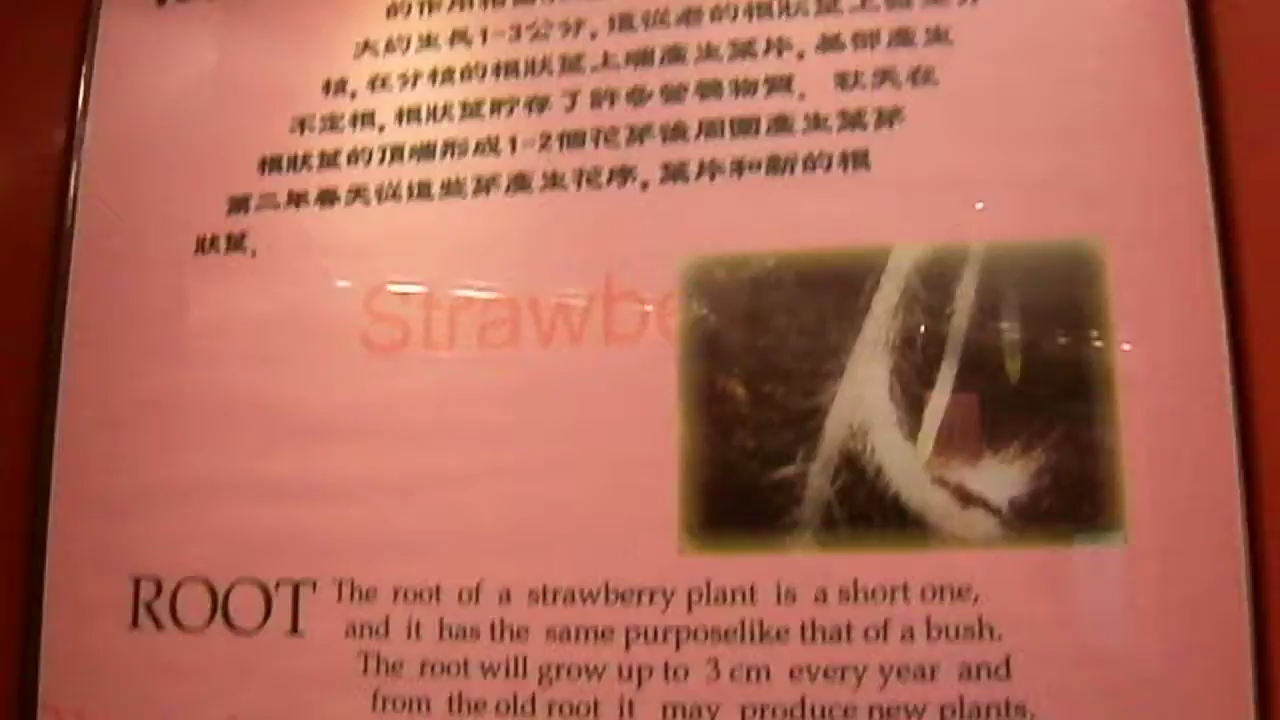 大約生長1-3公分,這從老的根狀莖上會生分
枝,在分枝的根狀莖上端產生葉片,基部產生
不定根,根狀莖貯存了許多營養物質。秋天在
根狀莖的頂端形成1-2個花芽後周圍產生葉芽
第二年春天從這些芽產生花序,葉片和新的根
狀莖。
Strawbe
ROOT The root of a strawberry plant is a short one,
and it has the same purposelike that of a bush.
The root will grow up to 3 cm every year and
from the old root it may produce new plants.